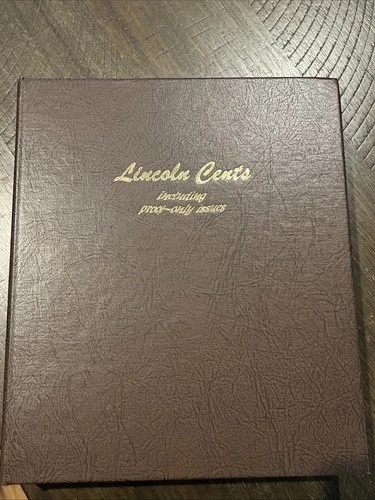 Lincoln Cents
including
proof-only issues